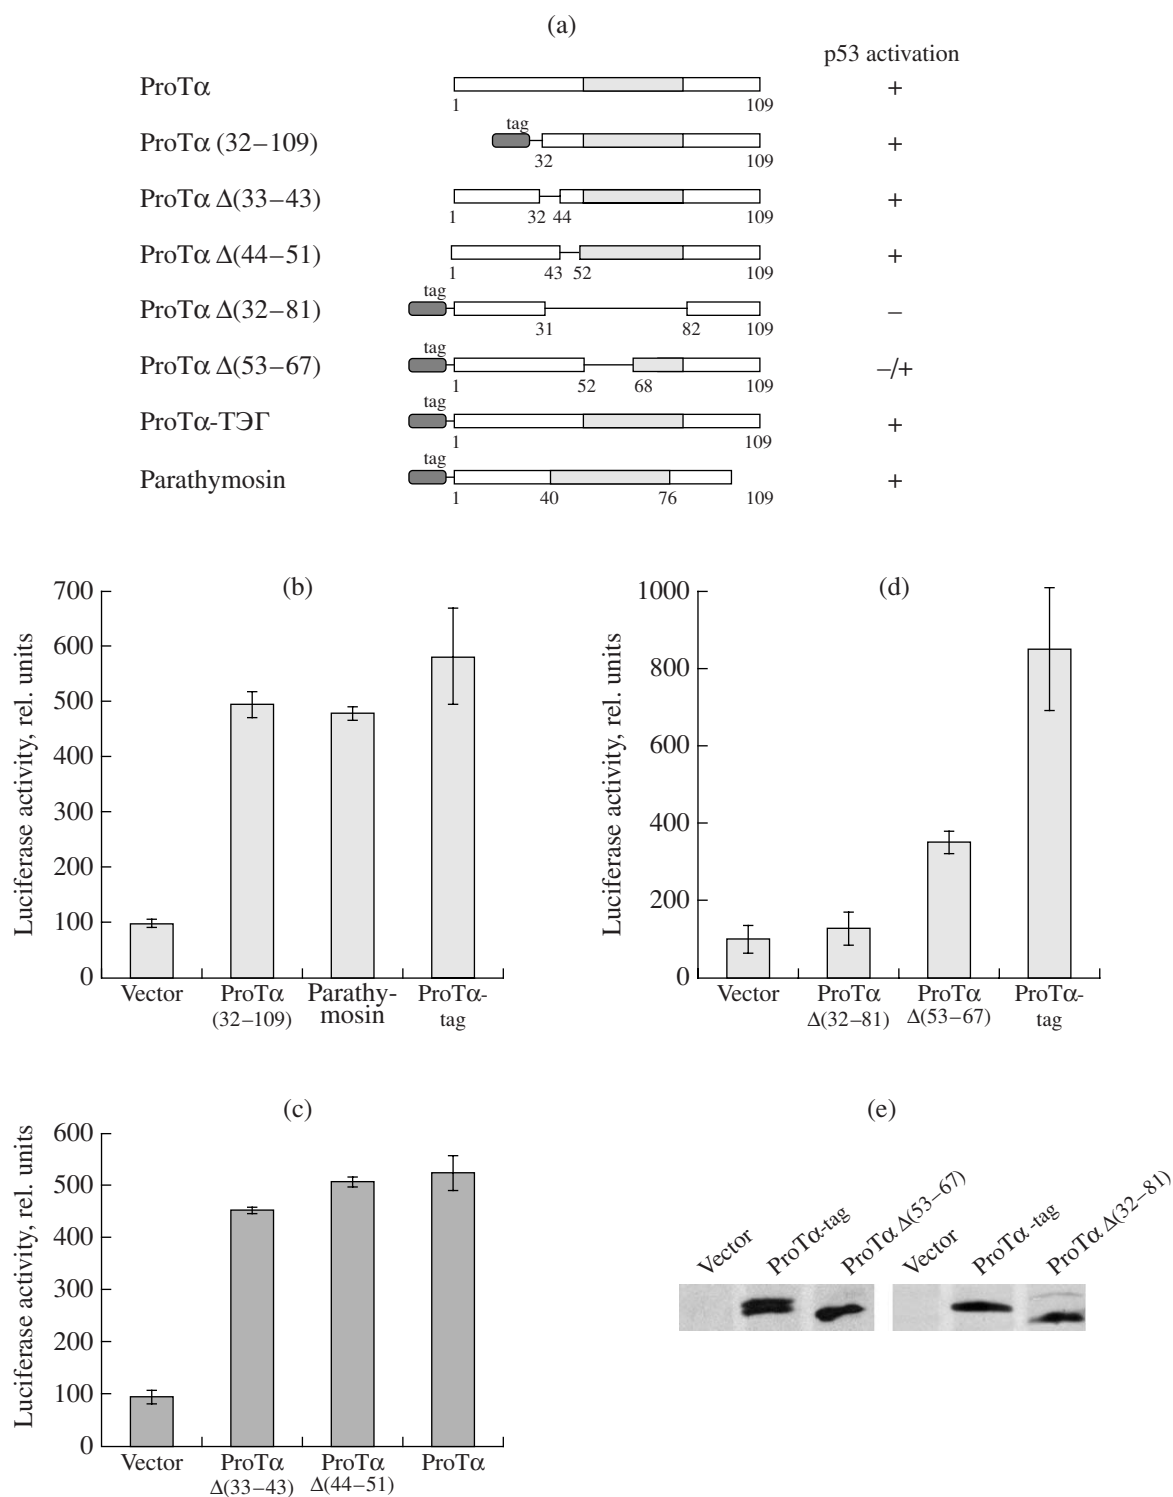 (a)
p53 activation
ProTα
1
109
+
ProTα (32–109)
tag
32
109
+
ProTα Δ(33–43)
1
32
44
109
+
ProTα Δ(44–51)
1
43
52
109
+
ProTα Δ(32–81)
tag
31
82
109
–
ProTα Δ(53–67)
tag
1
52
68
109
–/+
ProTα-ТЭГ
tag
1
109
+
Parathymosin
tag
1
40
76
109
+
(b)
Luciferase activity, rel. units
700
600
500
400
300
200
100
0
Vector
ProTα
(32–109)
Parathy-
mosin
ProTα-
tag
(d)
Luciferase activity, rel. units
1000
800
600
400
200
0
Vector
ProTα
Δ(32–81)
ProTα
Δ(53–67)
ProTα-
tag
(c)
Luciferase activity, rel. units
600
500
400
300
200
100
0
Vector
ProTα
Δ(33–43)
ProTα
Δ(44–51)
ProTα
(e)
Vector
ProTα-tag
ProTα Δ(53–67)
Vector
ProTα -tag
ProTα Δ(32–81)